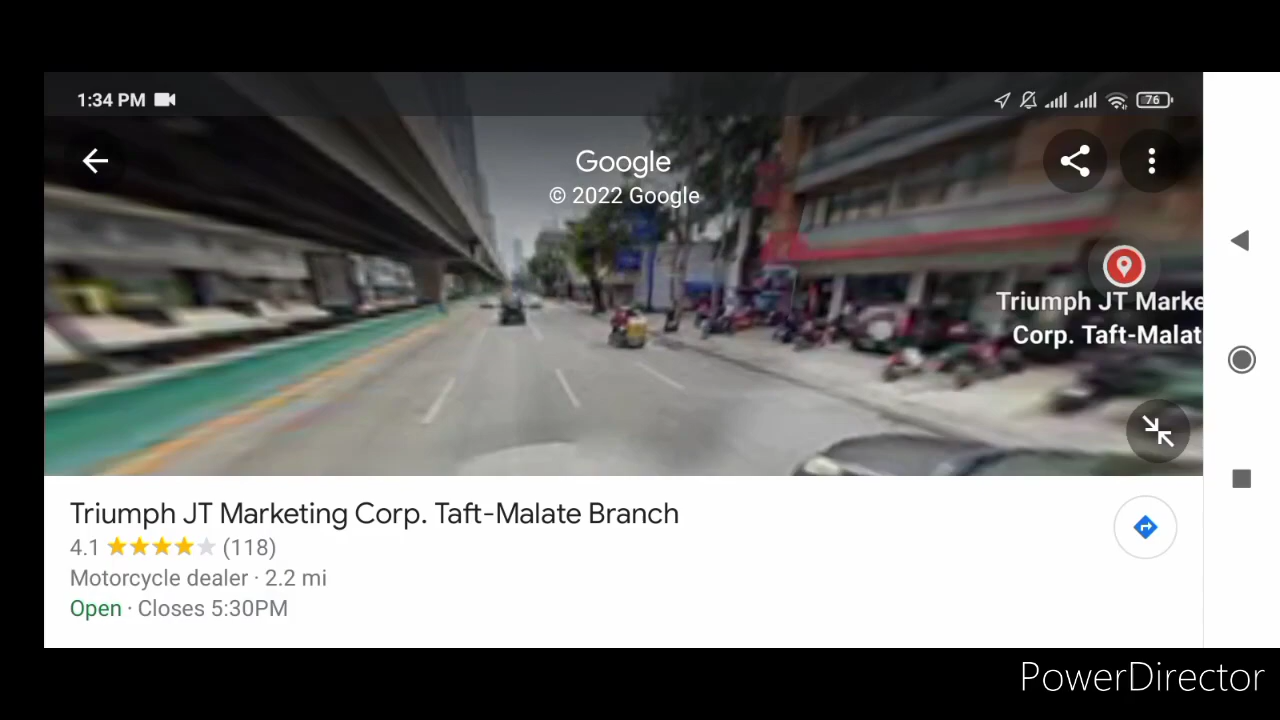 1:34 PM
76
Google
© 2022 Google
Triumph JT Marke
Corp. Taft-Malat
Triumph JT Marketing Corp. Taft-Malate Branch
4.1 (118)
Motorcycle dealer · 2.2 mi
Open · Closes 5:30PM
PowerDirector